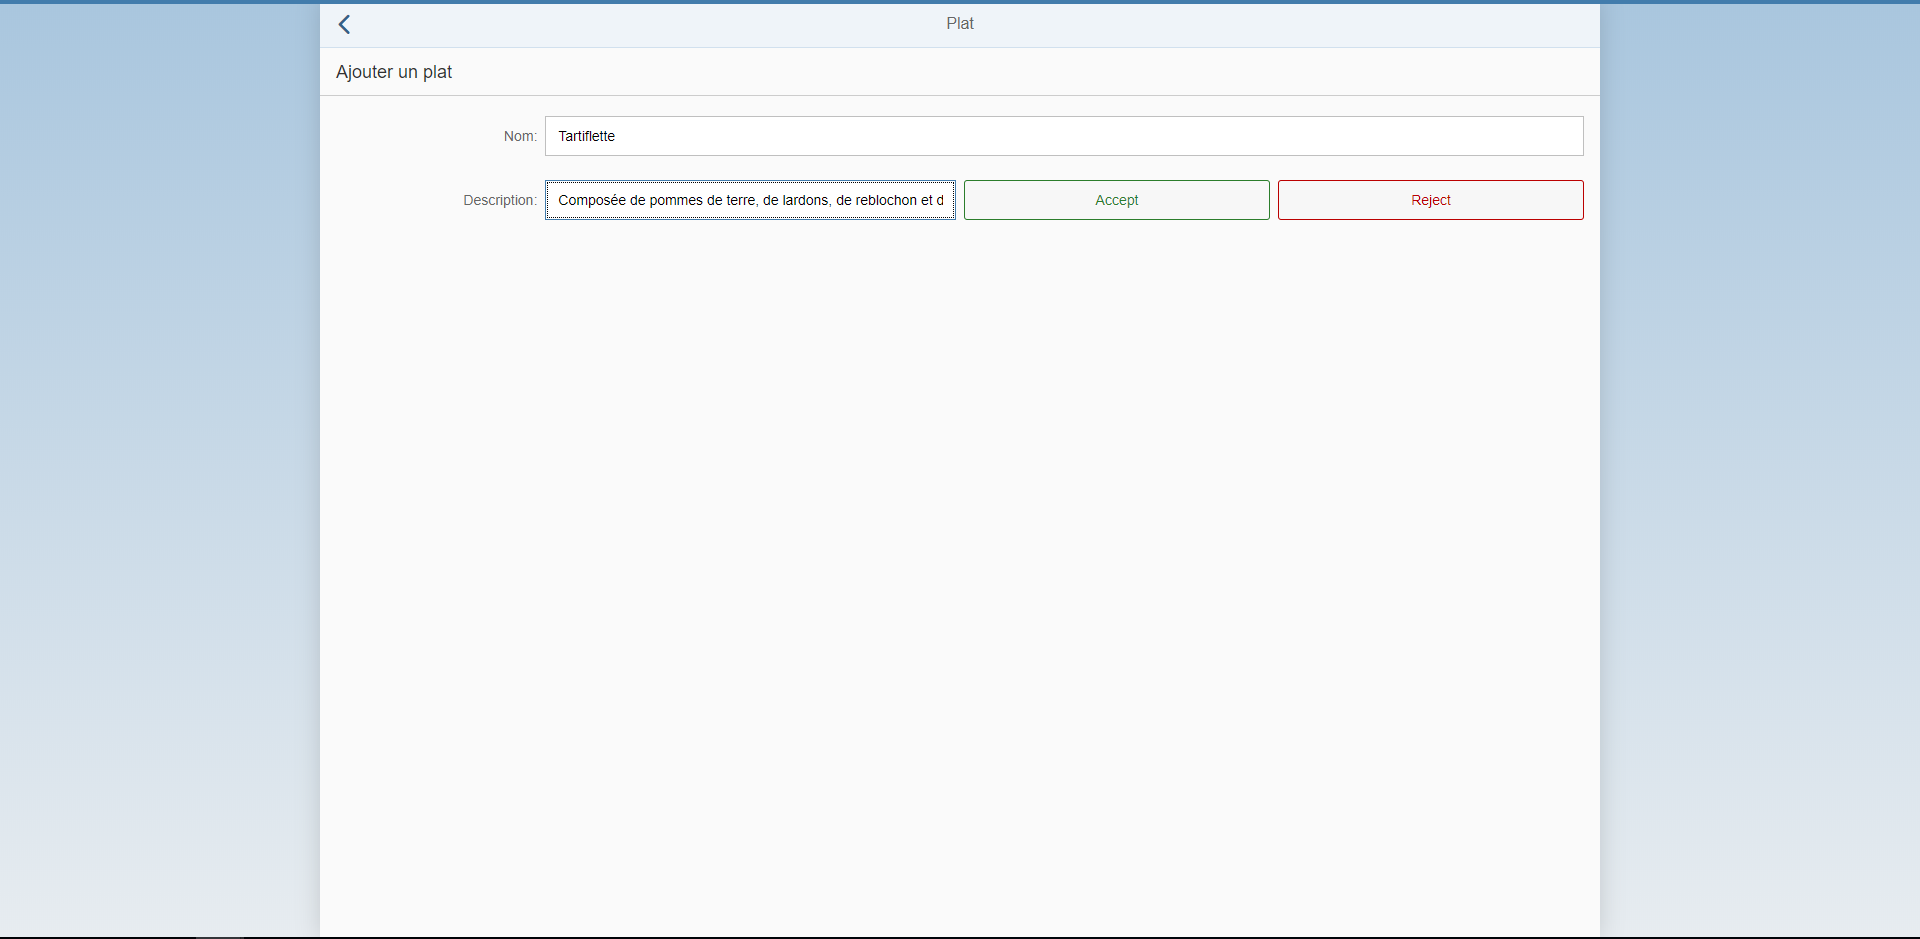 Plat
Ajouter un plat
Nom: Tartiflette
Description: Composée de pommes de terre, de lardons, de reblochon et d Accept Reject